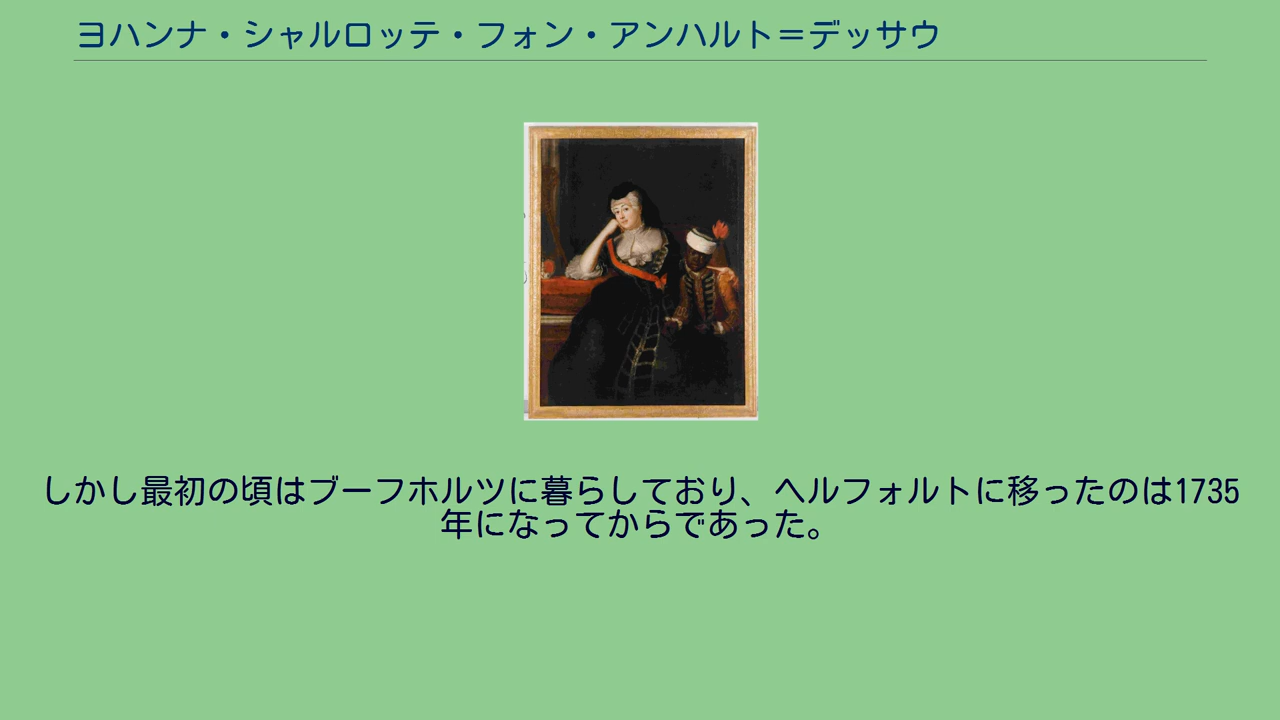 ヨハンナ・シャルロッテ・フォン・アンハルト＝デッサウ
しかし最初の頃はブーフホルツに暮らしており、ヘルフォルトに移ったのは1735
年になってからであった。